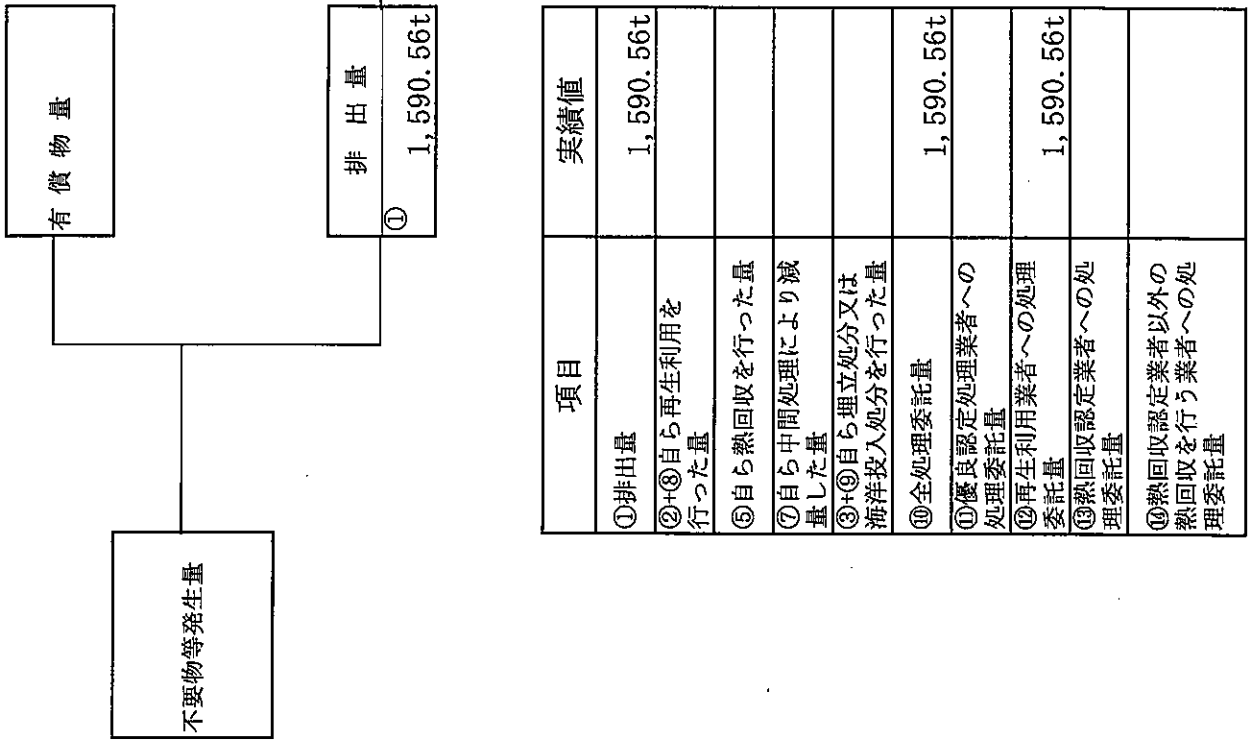 有償物量
不要物等発生量
排出量
①
1,590.56t
項目
実績値
①排出量
1,590.56t
②+⑧自ら再生利用を
行った量
⑤自ら熱回収を行った量
⑦自ら中間処理により減
量した量
③+⑨自ら埋立処分又は
海洋投入処分を行った量
⑩全処理委託量
1,590.56t
⑪優良認定処理業者への
処理委託量
⑫再生利用業者への処理
委託量
1,590.56t
⑬熱回収認定業者への処
理委託量
⑭熱回収認定業者以外の
熱回収を行う業者への処
理委託量